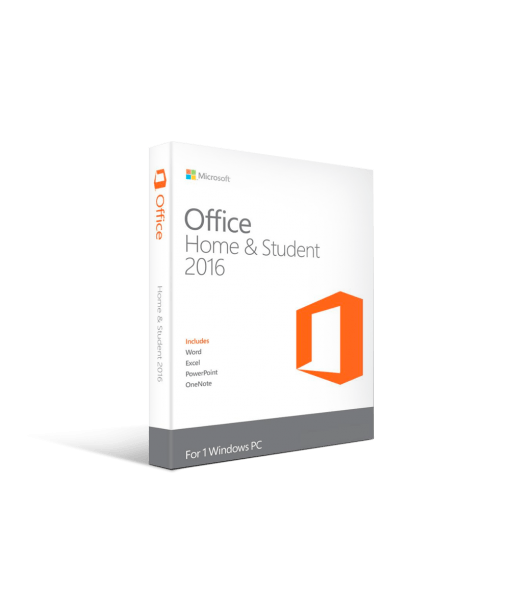 Office
Home & Student 2016
Microsoft
Office
Home & Student
2016
Includes
Word
Excel
PowerPoint
OneNote
For 1 Windows PC